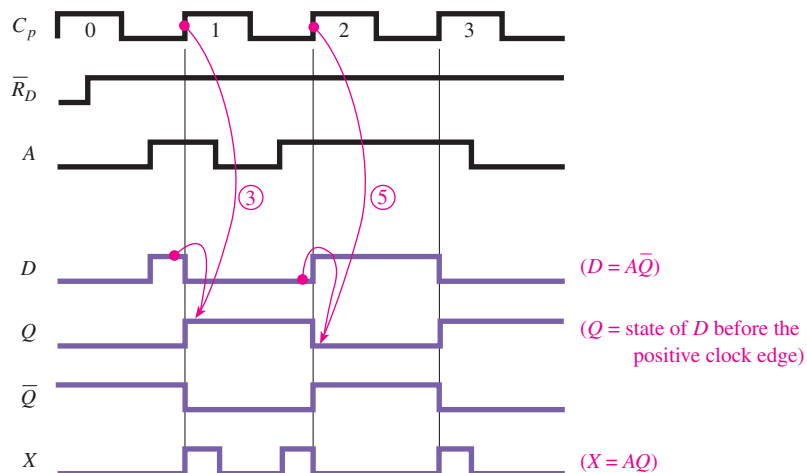 C_p 0 1 2 3
R̅_D
A
③ ⑤
D (D = AQ̅)
Q (Q = state of D before the
positive clock edge)
Q̅
X (X = AQ)